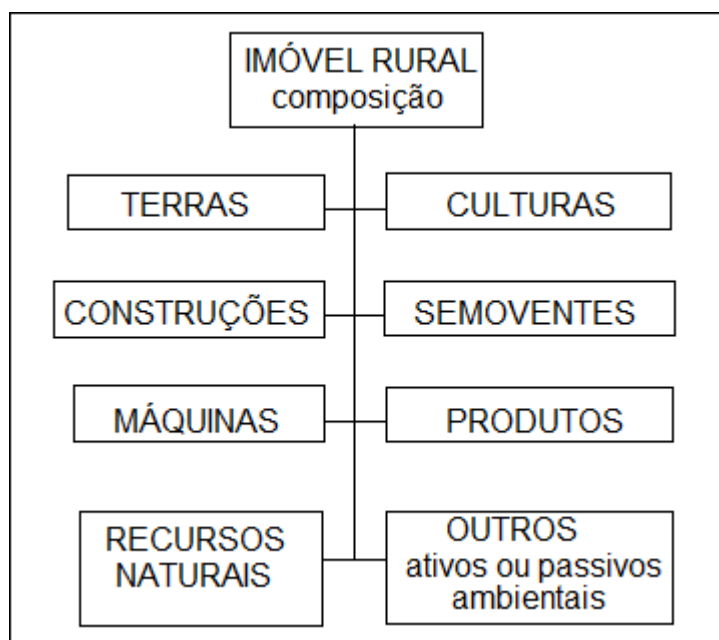 IMÓVEL RURAL
composição
TERRAS
CULTURAS
CONSTRUÇÕES
SEMOVENTES
MÁQUINAS
PRODUTOS
RECURSOS
NATURAIS
OUTROS
ativos ou passivos
ambientais